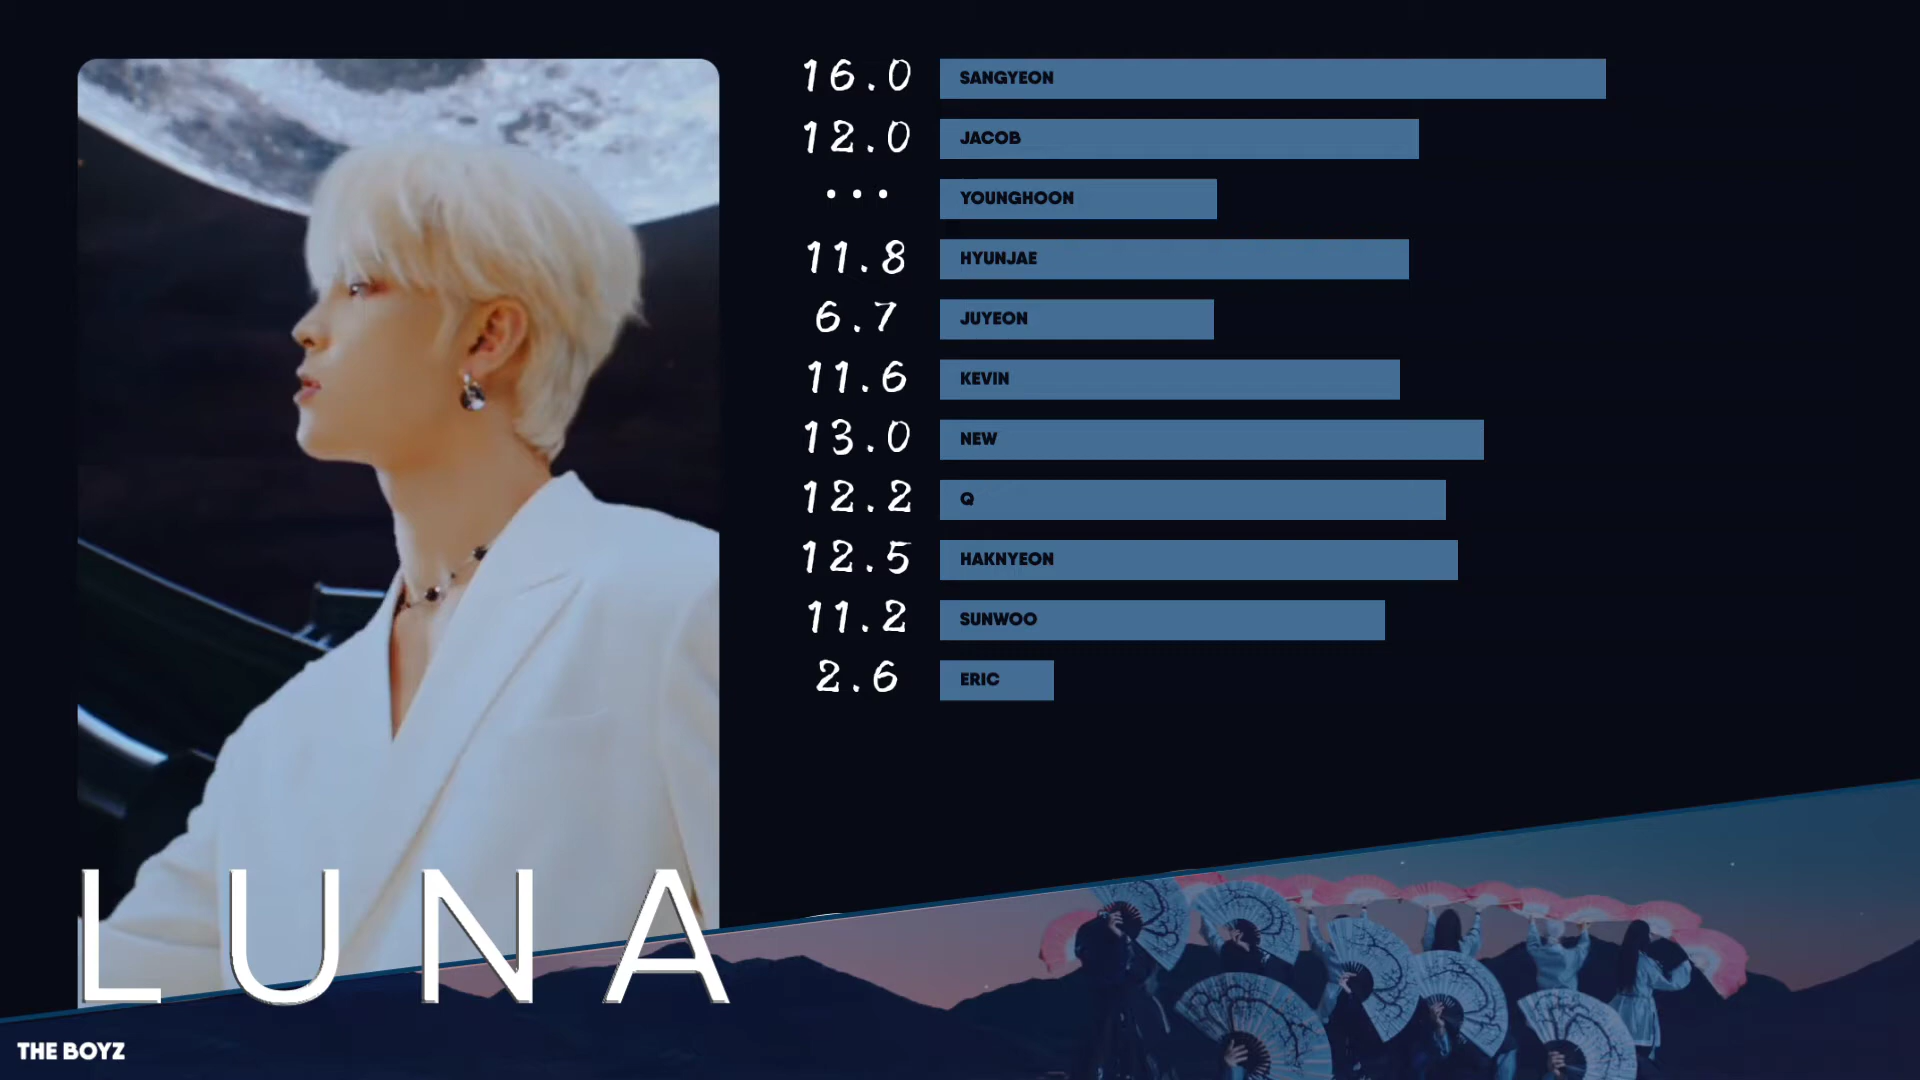 16.0 SANGYEON
12.0 JACOB
... YOUNGHOON
11.8 HYUNJAE
6.7 JUYEON
11.6 KEVIN
13.0 NEW
12.2 Q
12.5 HAKNYEON
11.2 SUNWOO
2.6 ERIC
LUNA
THE BOYZ